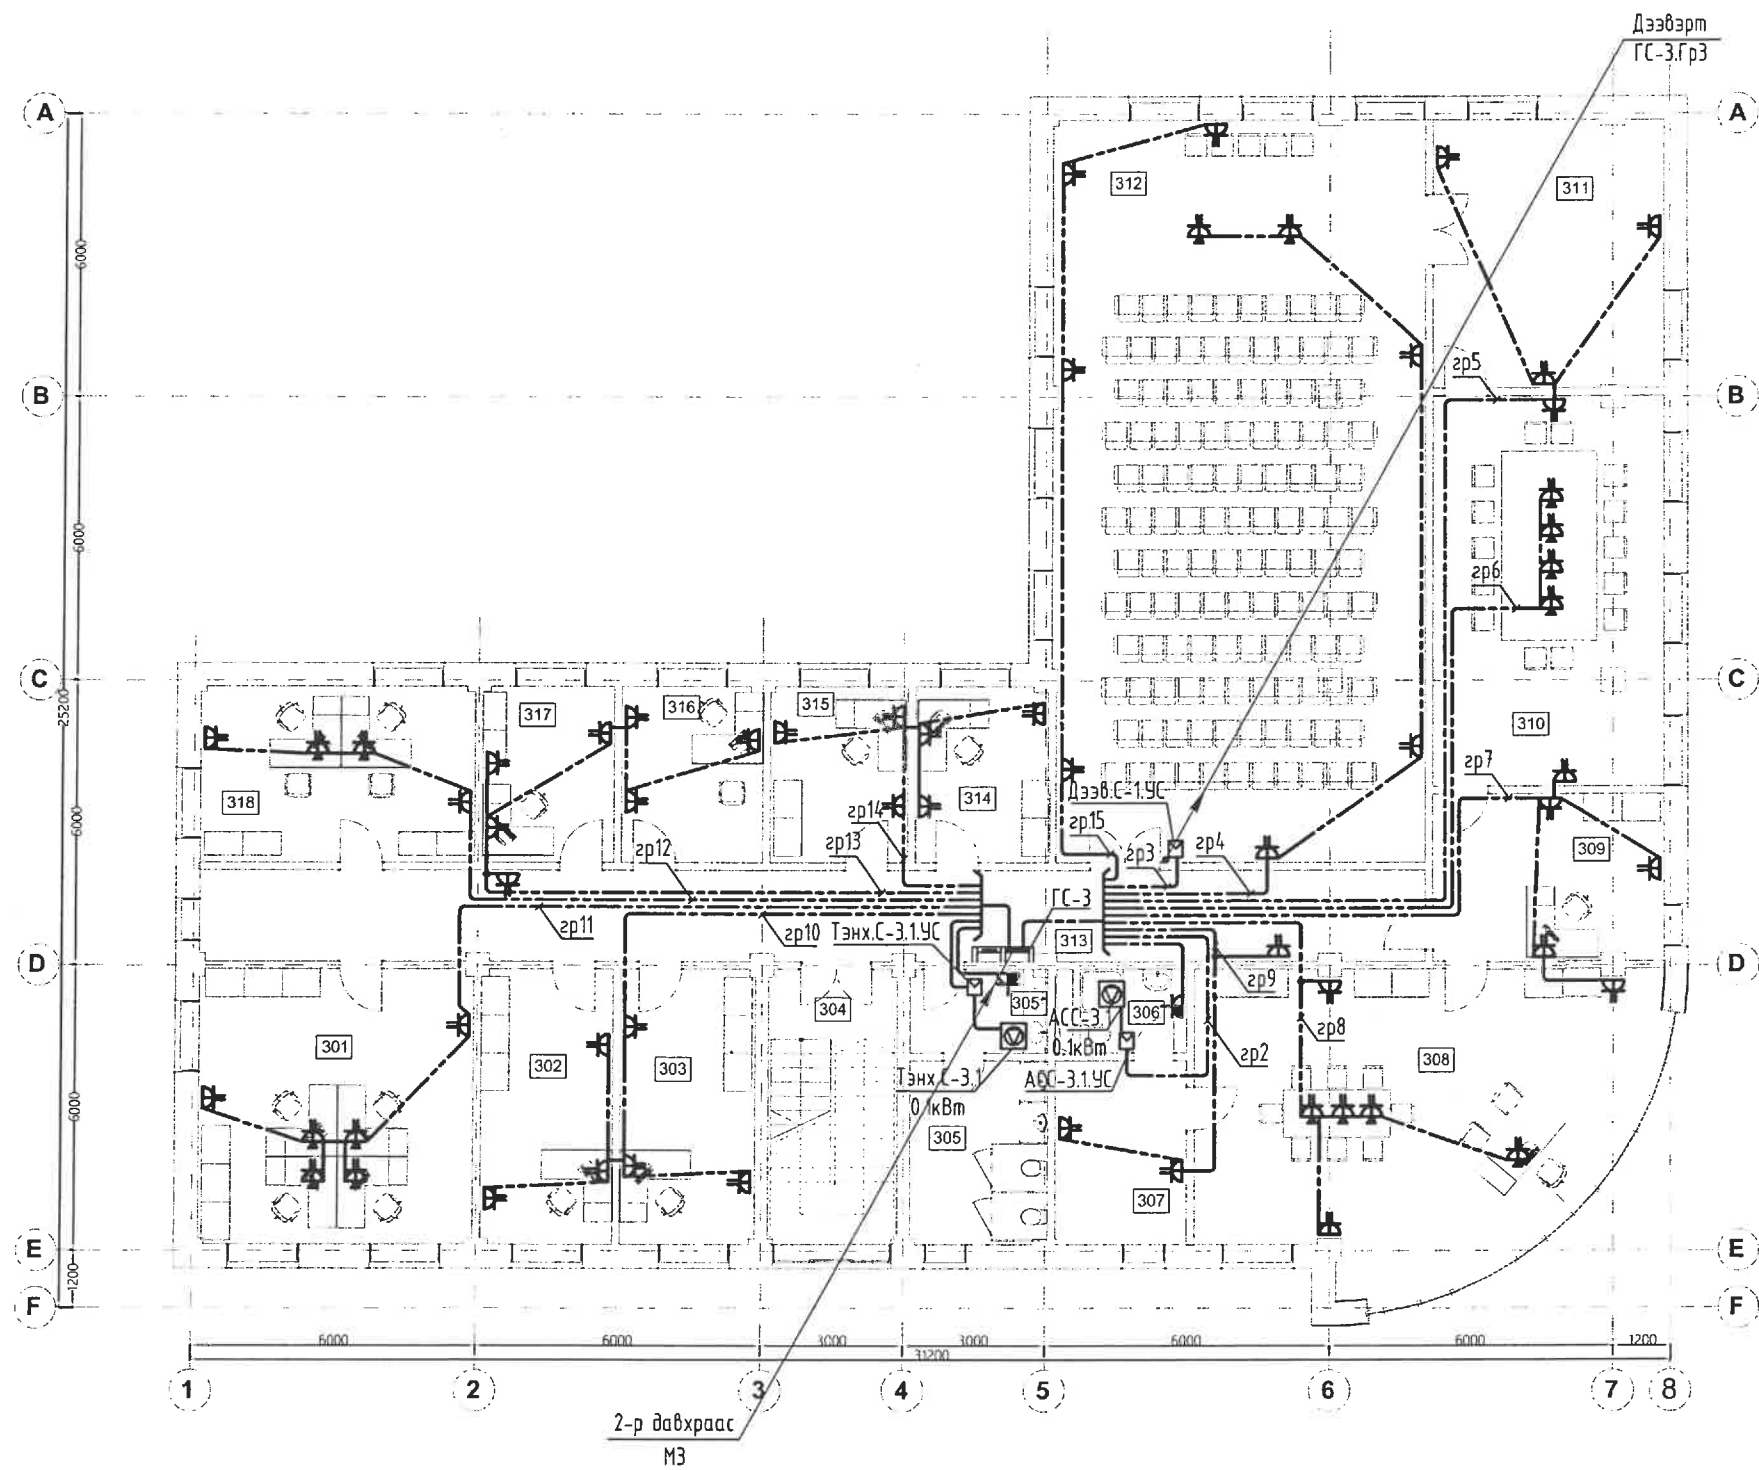 Дээвэрт
ГС-3.Гр3
A
A
312
311
6000
гр5
B
B
6000
гр6
C
C
25200
317
316
315
310
318
314
гр7
Дээв.С-1.УС
гр14
гр15
гр3
гр4
309
6000
гр13
гр12
ГС-3
гр11
гр10
Тэнх.С-3.1.УС
313
D
D
гр9
304
305*
306
АСС-3
0.1кВт
гр8
301
302
303
гр2
308
Тэнх.С-3.1
0.1кВт
АСС-3.1.УС
6000
305
307
E
E
1200
F
F
6000
6000
3000
3000
6000
6000
1200
31200
1
2
3
4
5
6
7
8
2-р давхраас
М3